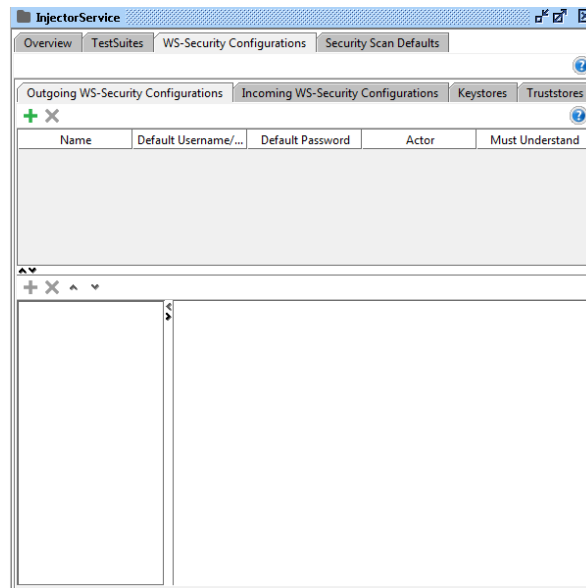 InjectorService
Overview TestSuites WS-Security Configurations Security Scan Defaults
Outgoing WS-Security Configurations Incoming WS-Security Configurations Keystores Truststores
Name Default Username/... Default Password Actor Must Understand